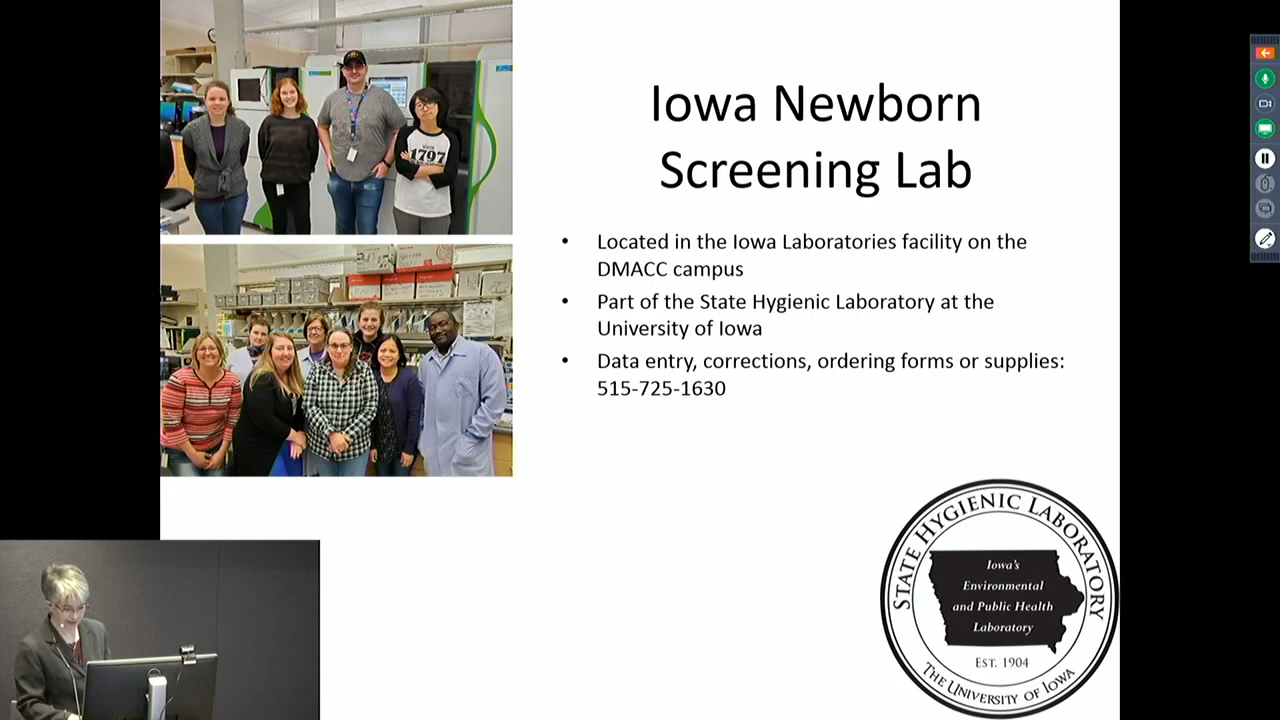 Iowa Newborn
Screening Lab
• Located in the Iowa Laboratories facility on the
DMACC campus
• Part of the State Hygienic Laboratory at the
University of Iowa
• Data entry, corrections, ordering forms or supplies:
515-725-1630
1797
STATE HYGIENIC LABORATORY
Iowa's
Environmental
and Public Health
Laboratory
EST. 1904
THE UNIVERSITY OF IOWA